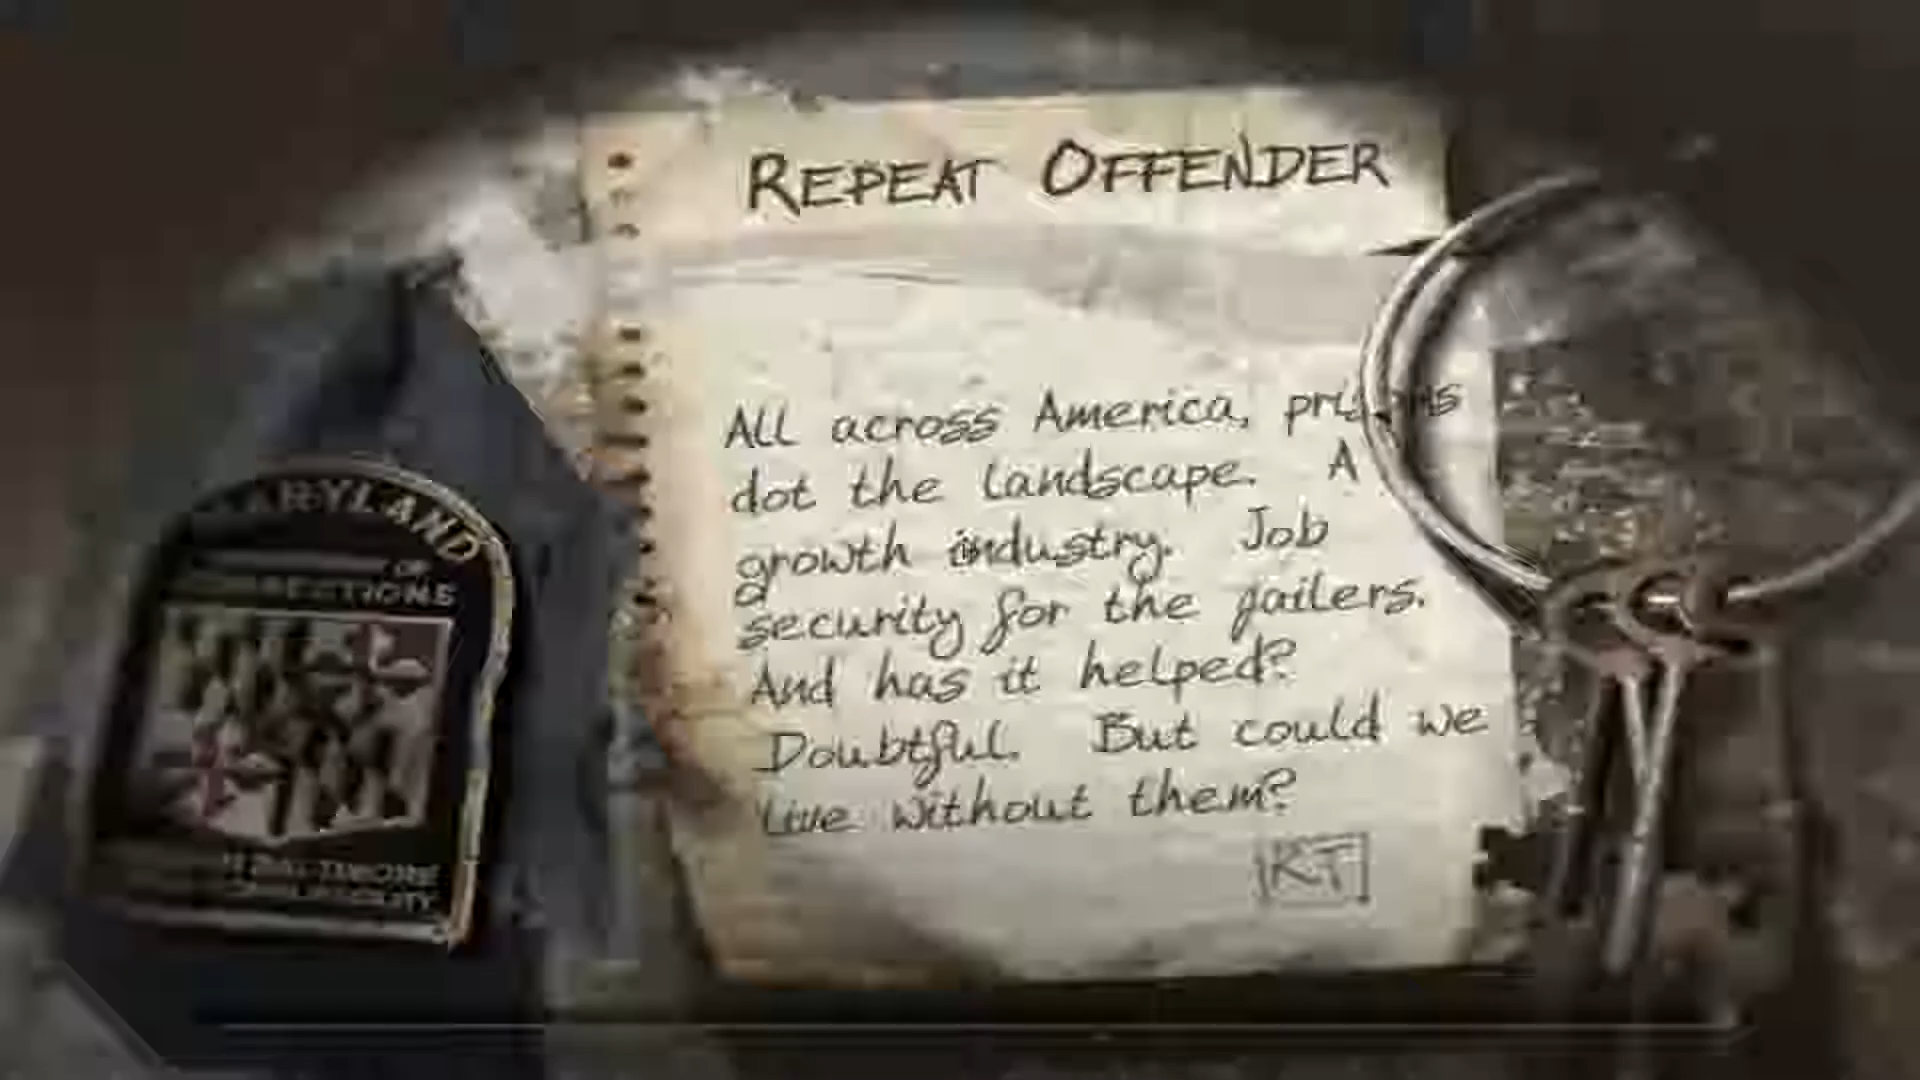 REPEAT OFFENDER
All across America, prisons
dot the landscape. A
growth industry. Job
security for the jailers.
And has it helped?
Doubtful. But could we
live without them?
KT
MARYLAND
OF
CORRECTIONS
BALTIMORE